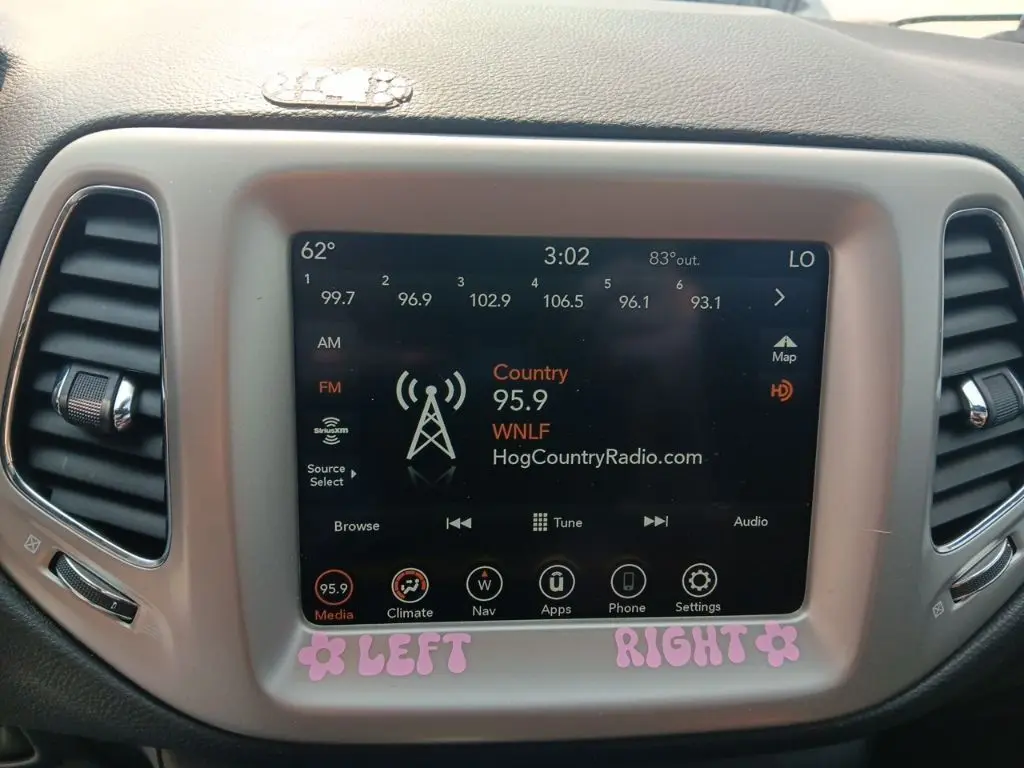 62° 3:02 83°out. LO
1 99.7 2 96.9 3 102.9 4 106.5 5 96.1 6 93.1
AM
Map
FM
HD
Country
95.9
WNLF
HogCountryRadio.com
SiriusXM
Source
Select
Browse Tune Audio
95.9 W
Media Climate Nav Apps Phone Settings
LEFT RIGHT